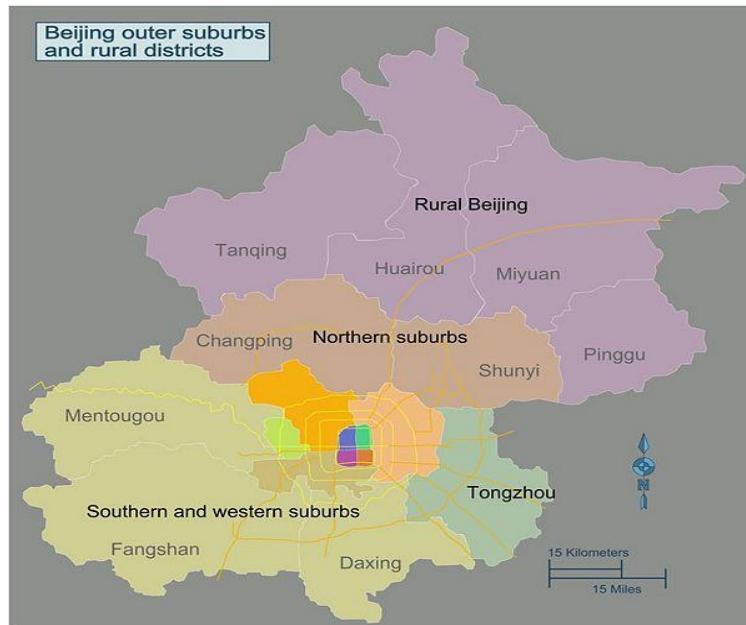 Beijing outer suburbs
and rural districts
Rural Beijing
Tanqing
Huairou
Miyuan
Changping
Northern suburbs
Shunyi
Pinggu
Mentougou
Tongzhou
Southern and western suburbs
Fangshan
Daxing
N
15 Kilometers
15 Miles